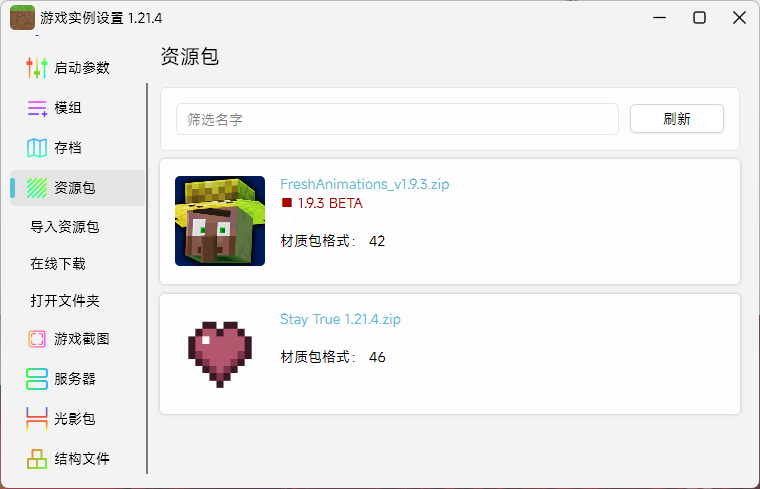 游戏实例设置 1.21.4
启动参数
模组
存档
资源包
导入资源包
在线下载
打开文件夹
游戏截图
服务器
光影包
结构文件
资源包
筛选名字
刷新
FreshAnimations_v1.9.3.zip
■ 1.9.3 BETA
材质包格式： 42
Stay True 1.21.4.zip
材质包格式： 46